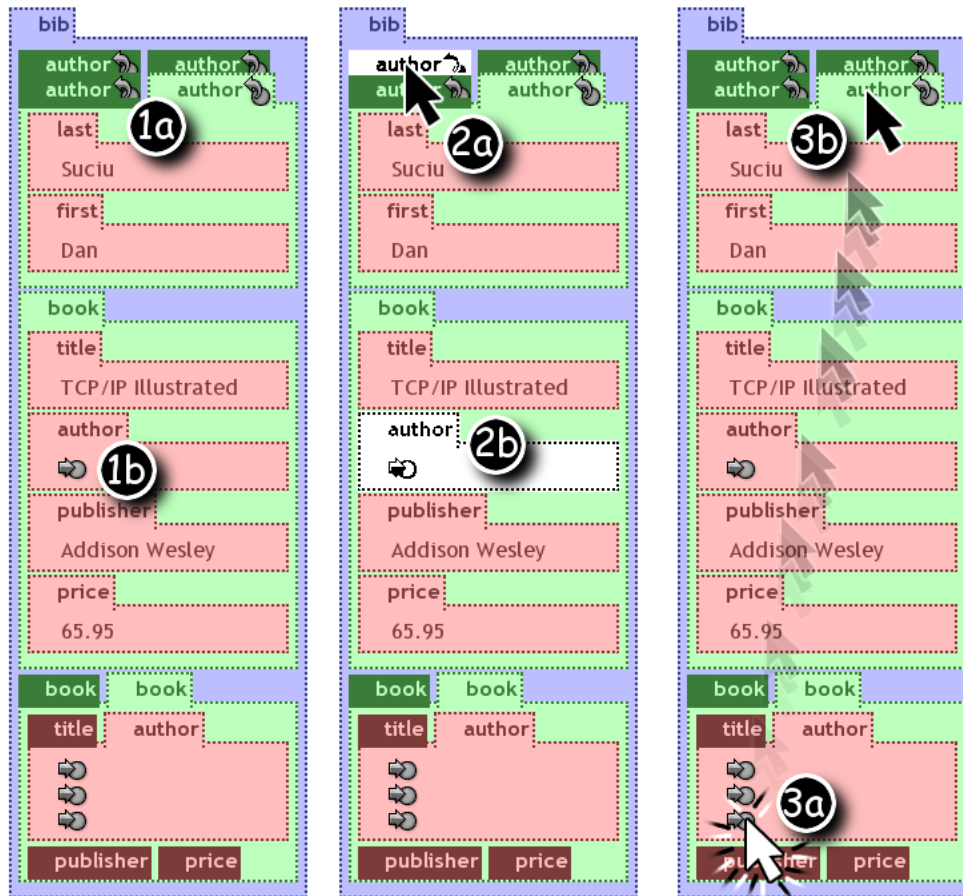 bib
author author
author author
1a
last
Suciu
first
Dan
book
title
TCP/IP Illustrated
author
1b
publisher
Addison Wesley
price
65.95
book book
title author
publisher price
bib
author author
author author
2a
last
Suciu
first
Dan
book
title
TCP/IP Illustrated
author
2b
publisher
Addison Wesley
price
65.95
book book
title author
publisher price
bib
author author
author author
last
3b
Suciu
first
Dan
book
title
TCP/IP Illustrated
author
publisher
Addison Wesley
price
65.95
book book
title author
3a
publisher price